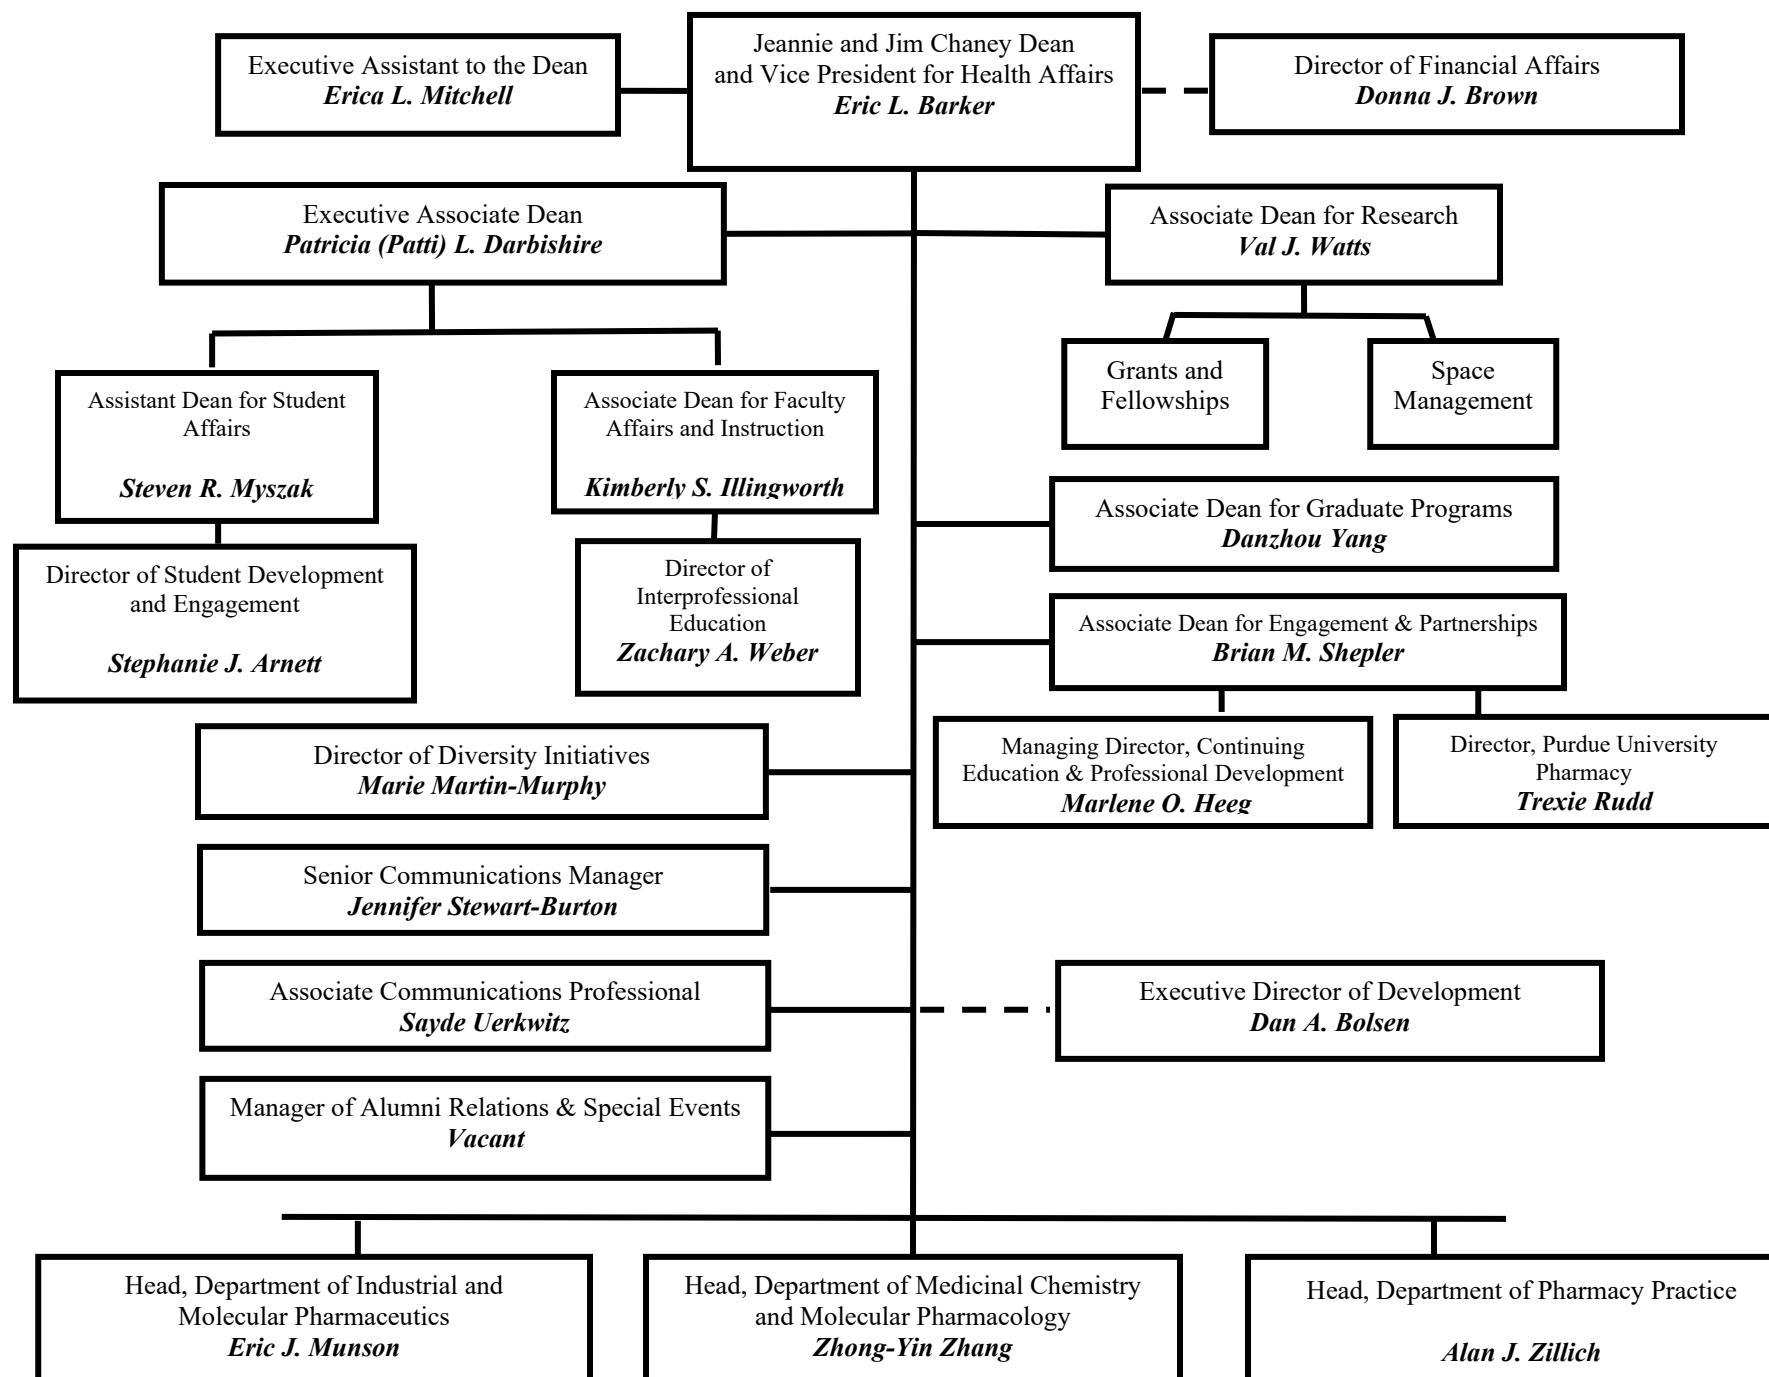 Executive Assistant to the Dean
Erica L. Mitchell
Jeannie and Jim Chaney Dean
and Vice President for Health Affairs
Eric L. Barker
Director of Financial Affairs
Donna J. Brown
Executive Associate Dean
Patricia (Patti) L. Darbishire
Associate Dean for Research
Val J. Watts
Grants and
Fellowships
Space
Management
Assistant Dean for Student
Affairs
Steven R. Myszak
Associate Dean for Faculty
Affairs and Instruction
Kimberly S. Illingworth
Associate Dean for Graduate Programs
Danzhou Yang
Director of Student Development
and Engagement
Stephanie J. Arnett
Director of
Interprofessional
Education
Zachary A. Weber
Associate Dean for Engagement & Partnerships
Brian M. Shepler
Managing Director, Continuing
Education & Professional Development
Marlene O. Heeg
Director, Purdue University
Pharmacy
Trexie Rudd
Director of Diversity Initiatives
Marie Martin-Murphy
Senior Communications Manager
Jennifer Stewart-Burton
Associate Communications Professional
Sayde Uerkwitz
Executive Director of Development
Dan A. Bolsen
Manager of Alumni Relations & Special Events
Vacant
Head, Department of Industrial and
Molecular Pharmaceutics
Eric J. Munson
Head, Department of Medicinal Chemistry
and Molecular Pharmacology
Zhong-Yin Zhang
Head, Department of Pharmacy Practice
Alan J. Zillich